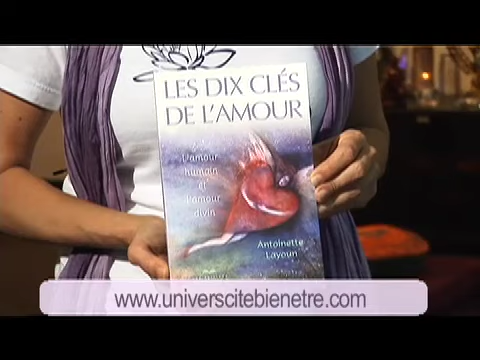 LES DIX CLÉS
DE L'AMOUR
L'amour
humain
et
l'amour
divin
Antoinette
Layoun
www.universcitebienetre.com